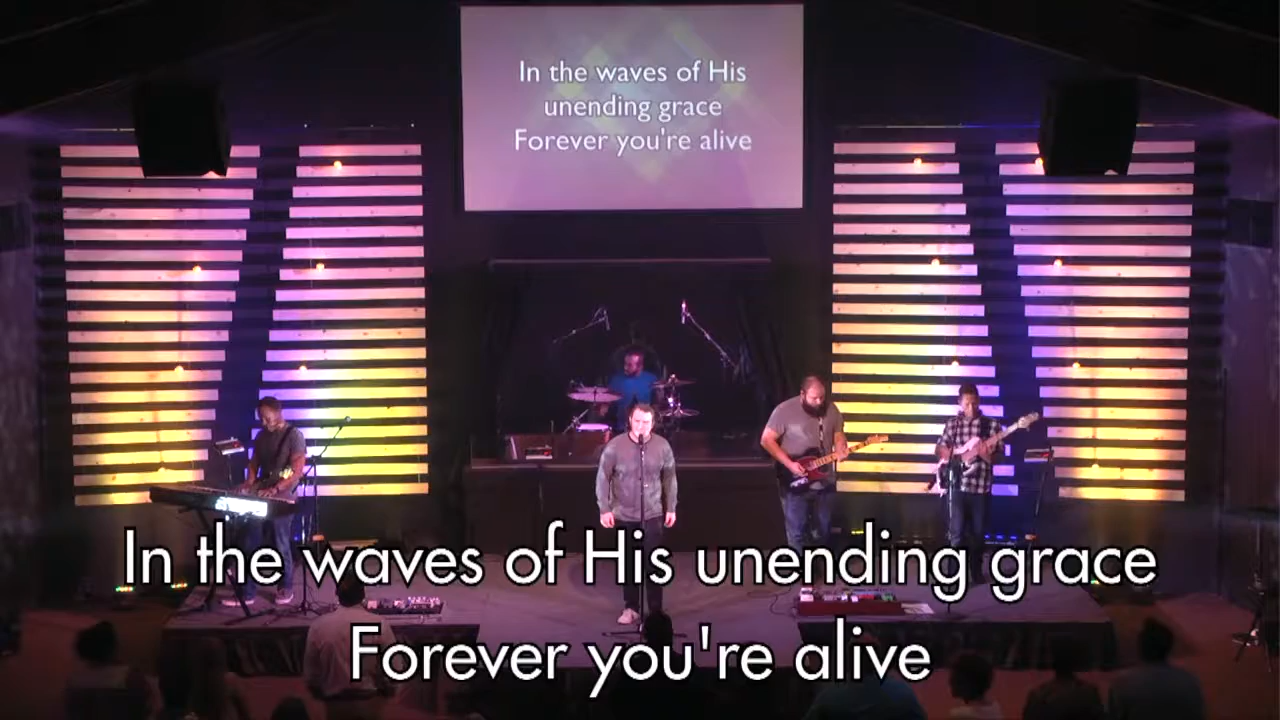 In the waves of His
unending grace
Forever you're alive
In the waves of His unending grace
Forever you're alive